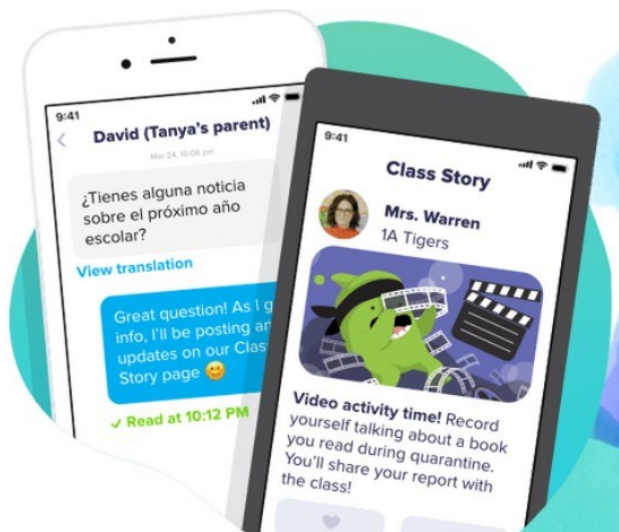 9:41
David (Tanya's parent)
Mar 24, 10:06 pm
¿Tienes alguna noticia
sobre el próximo año
escolar?
View translation
Great question! As I g
info, I'll be posting an
updates on our Clas
Story page 😊
✓ Read at 10:12 PM
9:41
Class Story
Mrs. Warren
1A Tigers
Video activity time! Record
yourself talking about a book
you read during quarantine.
You'll share your report with
the class!